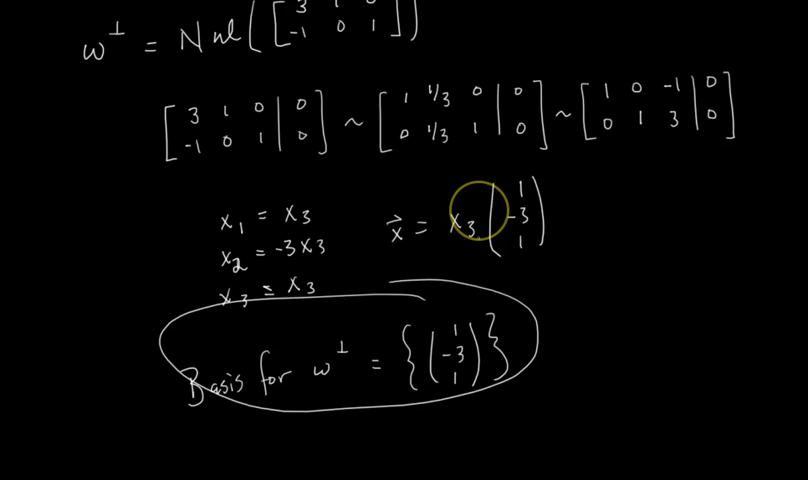 3 1 0
w⊥ = Nul([ -1 0 1 ])
[ 3 1 0 | 0 ] ~ [ 1 1/3 0 | 0 ] ~ [ 1 0 -1 | 0 ]
[ -1 0 1 | 0 ] [ 0 1/3 1 | 0 ] [ 0 1 3 | 0 ]
x₁ = x₃
x₂ = -3x₃
x₃ = x₃
x⃗ = x₃ ( 1
-3
1 )
Basis for w⊥ = { ( 1
-3
1 ) }